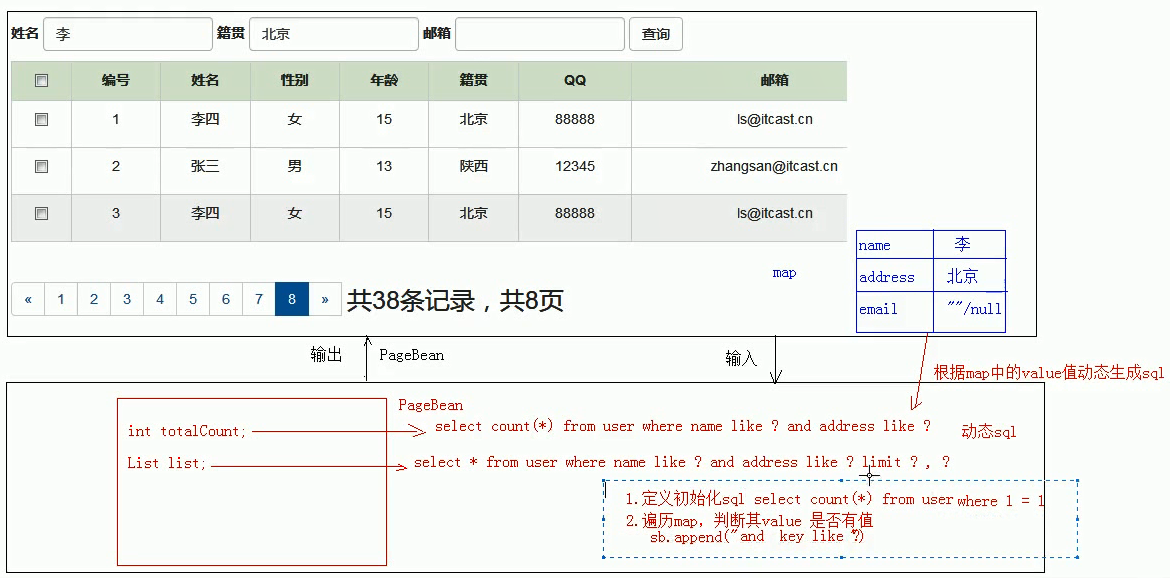 姓名 李 籍贯 北京 邮箱 查询
编号 姓名 性别 年龄 籍贯 QQ 邮箱
1 李四 女 15 北京 88888 ls@itcast.cn
2 张三 男 13 陕西 12345 zhangsan@itcast.cn
3 李四 女 15 北京 88888 ls@itcast.cn
« 1 2 3 4 5 6 7 8 » 共38条记录，共8页
map
name 李
address 北京
email ""/null
输出 PageBean
输入
根据map中的value值动态生成sql
PageBean
int totalCount; select count(*) from user where name like ? and address like ? 动态sql
List list; select * from user where name like ? and address like ? limit ? , ?
1.定义初始化sql select count(*) from user where 1 = 1
2.遍历map，判断其value 是否有值
sb.append("and key like ?")